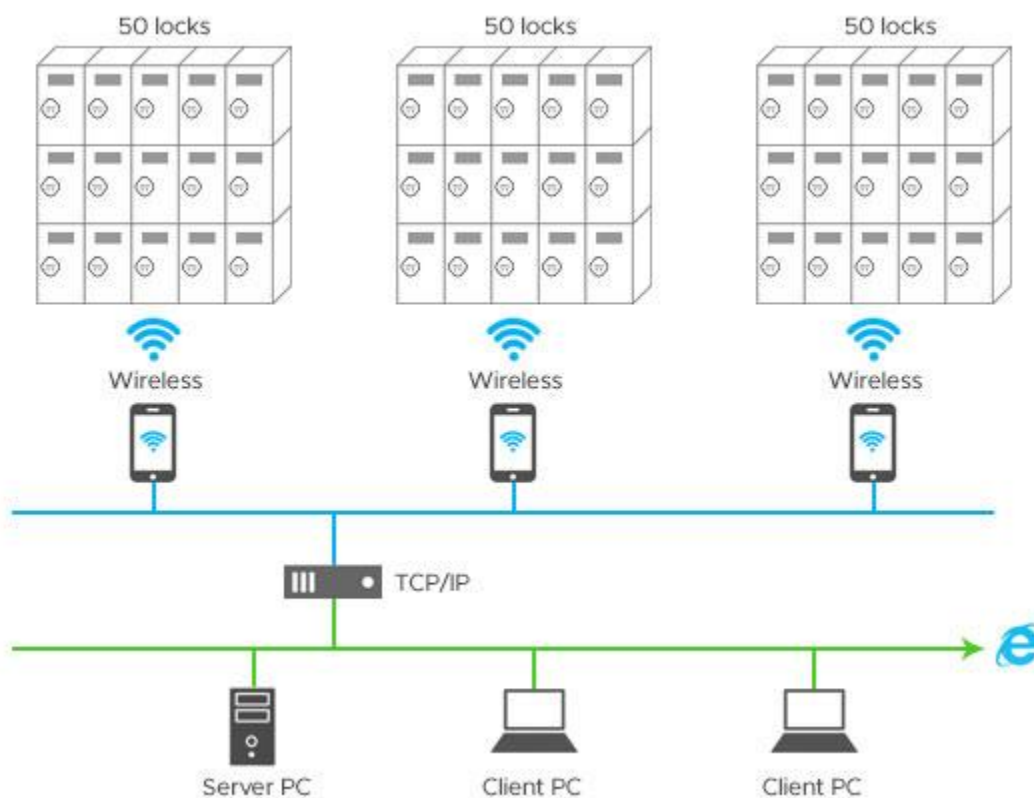 50 locks
50 locks
50 locks
Wireless
Wireless
Wireless
TCP/IP
Server PC
Client PC
Client PC